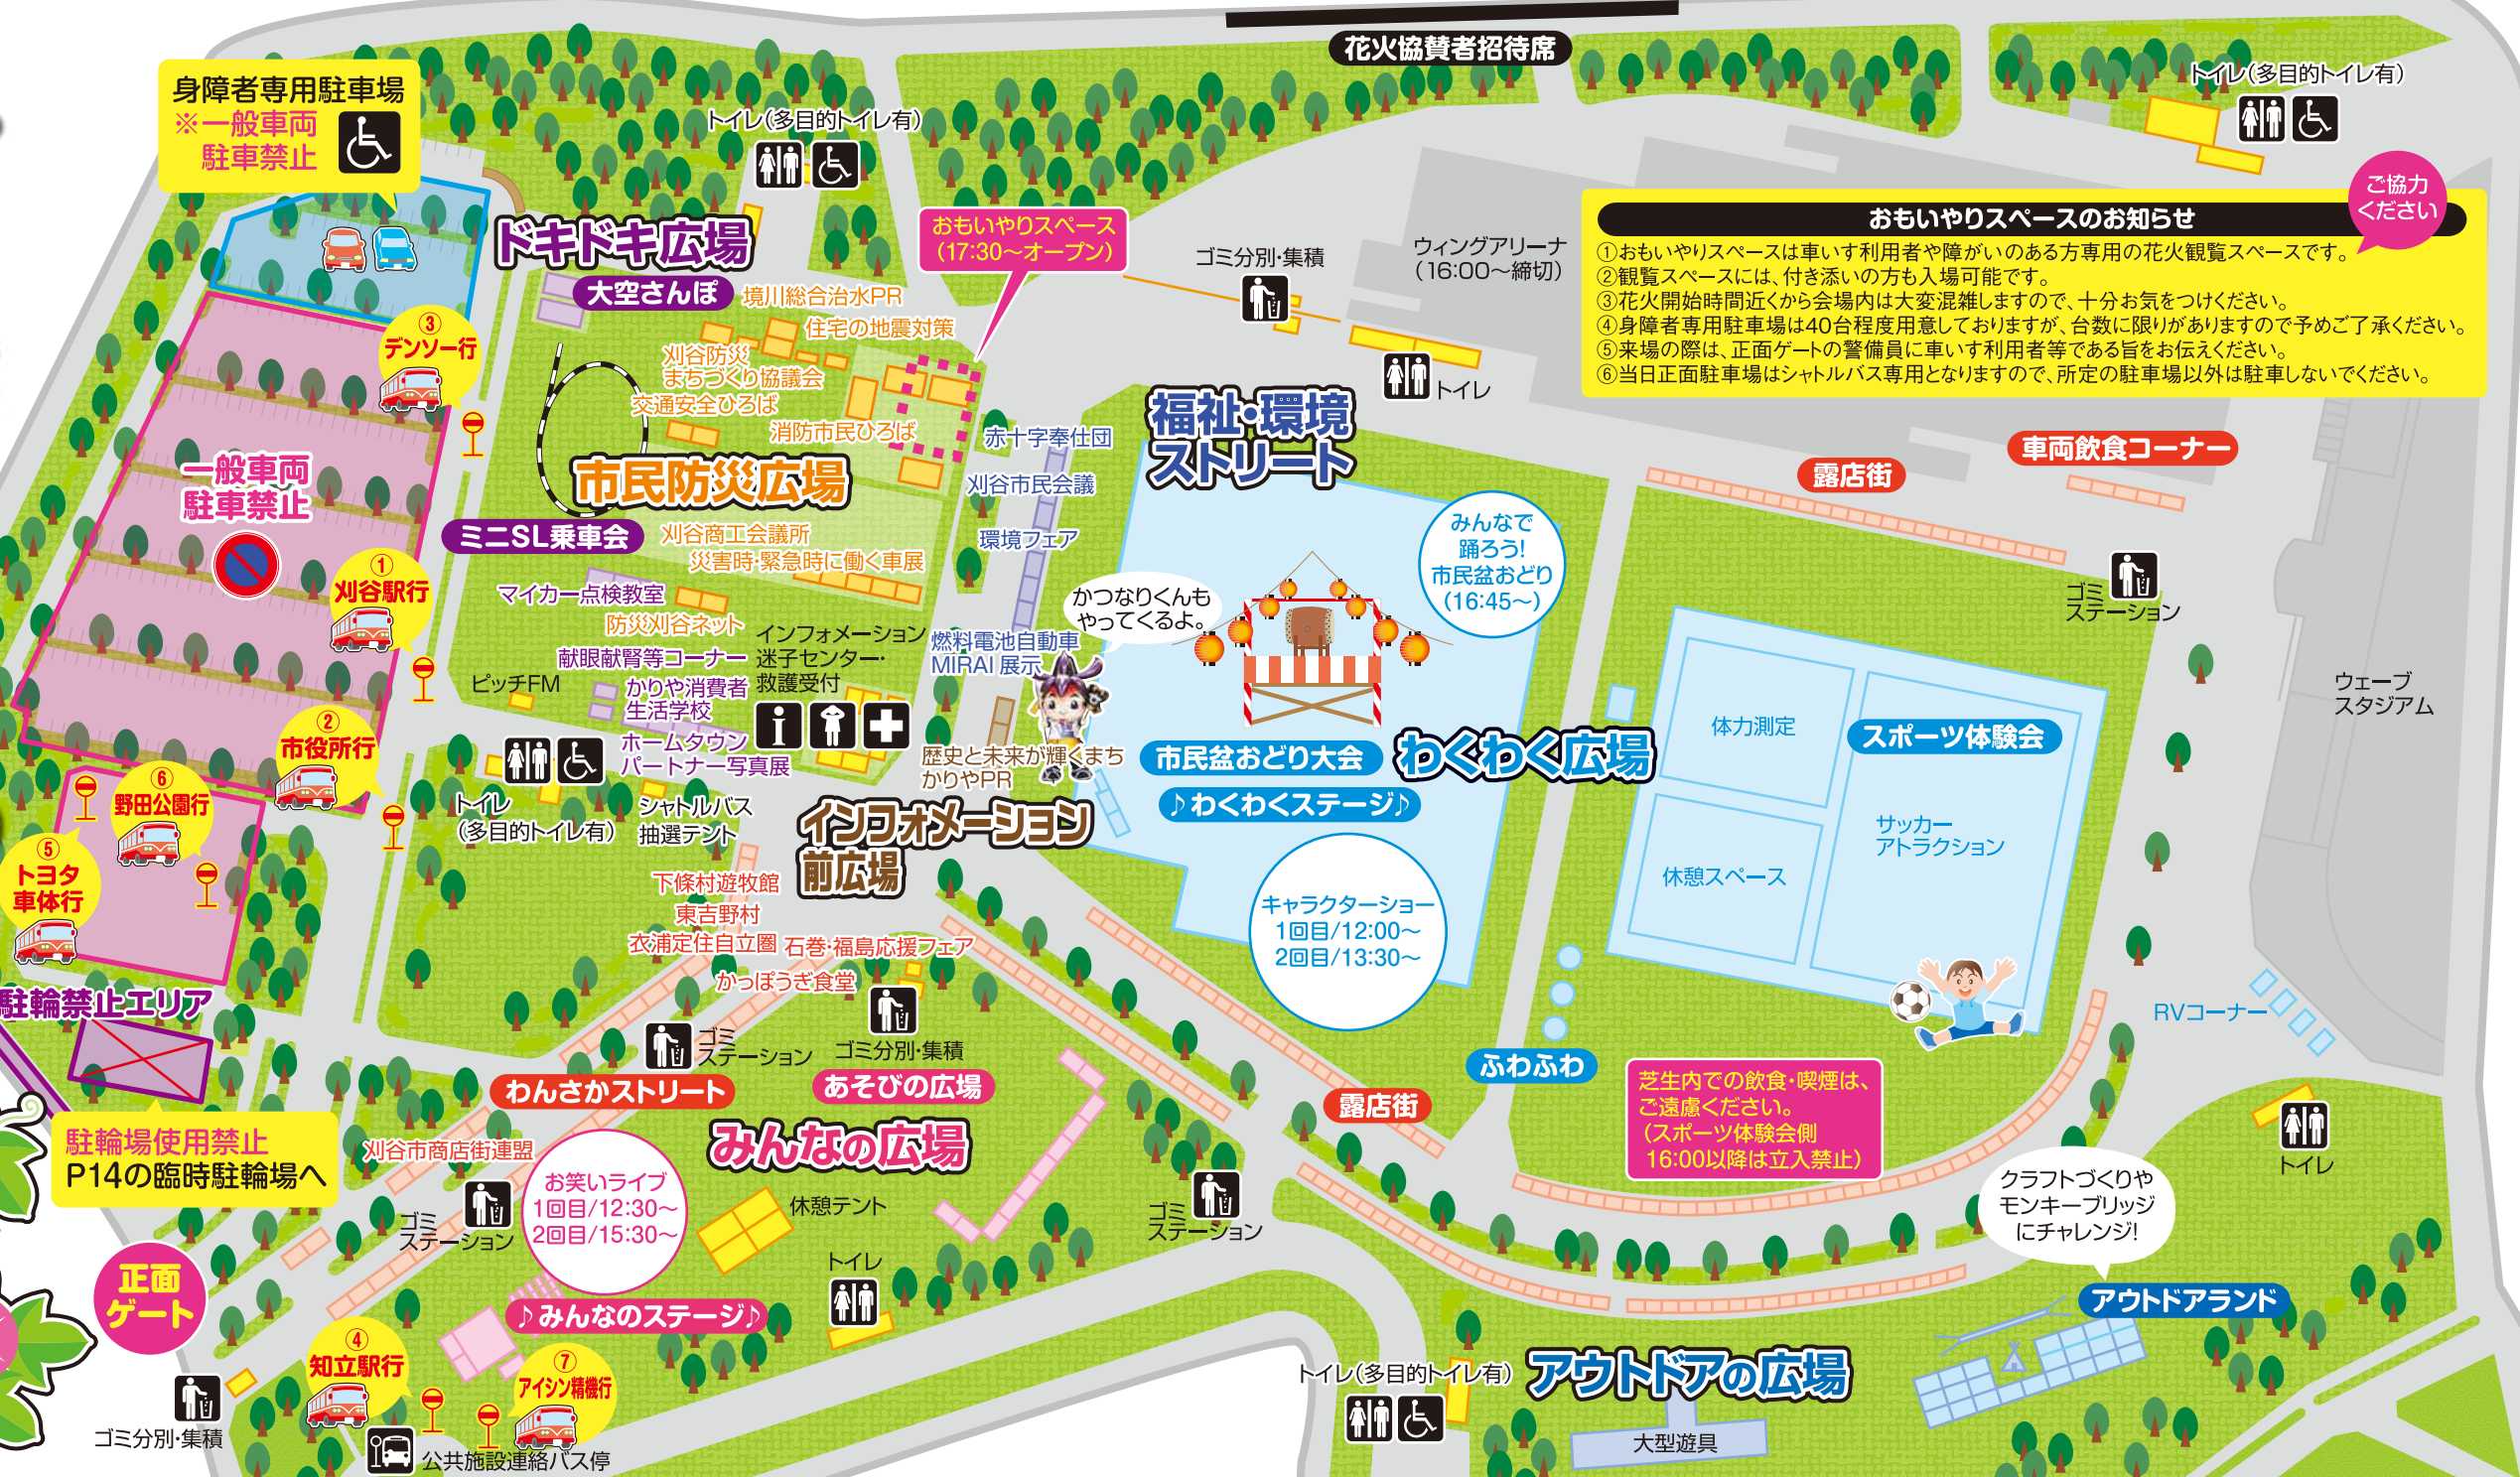 花火協賛者招待席
身障者専用駐車場
※一般車両
駐車禁止
トイレ(多目的トイレ有)
トイレ(多目的トイレ有)
ご協力
ください
おもいやりスペースのお知らせ
①おもいやりスペースは車いす利用者や障がいのある方専用の花火観覧スペースです。
②観覧スペースには、付き添いの方も入場可能です。
③花火開始時間近くから会場内は大変混雑しますので、十分お気をつけください。
④身障者専用駐車場は40台程度用意しておりますが、台数に限りがありますので予めご了承ください。
⑤来場の際は、正面ゲートの警備員に車いす利用者等である旨をお伝えください。
⑥当日正面駐車場はシャトルバス専用となりますので、所定の駐車場以外は駐車しないでください。
ドキドキ広場
大空さんぽ
おもいやりスペース
(17:30〜オープン)
ゴミ分別・集積
ウィングアリーナ
(16:00〜締切)
トイレ
境川総合治水PR
住宅の地震対策
刈谷防災
まちづくり協議会
交通安全ひろば
消防市民ひろば
③
デンソー行
市民防災広場
赤十字奉仕団
刈谷市民会議
環境フェア
福祉・環境
ストリート
一般車両
駐車禁止
ミニSL乗車会
刈谷商工会議所
災害時・緊急時に働く車展
マイカー点検教室
防災刈谷ネット
①
刈谷駅行
みんなで
踊ろう!
市民盆おどり
(16:45〜)
露店街
車両飲食コーナー
ゴミ
ステーション
かつなりくんも
やってくるよ。
インフォメーション
迷子センター・
救護受付
燃料電池自動車
MIRAI 展示
献眼献腎等コーナー
ピッチFM
かりや消費者
生活学校
ホームタウン
パートナー写真展
歴史と未来が輝くまち
かりやPR
②
市役所行
⑥
野田公園行
⑤
トヨタ
車体行
トイレ
(多目的トイレ有)
シャトルバス
抽選テント
インフォメーション
前広場
市民盆おどり大会
わくわく広場
♪わくわくステージ♪
体力測定
スポーツ体験会
サッカー
アトラクション
休憩スペース
ウェーブ
スタジアム
キャラクターショー
1回目/12:00〜
2回目/13:30〜
下條村遊牧館
東吉野村
衣浦定住自立圏
石巻・福島応援フェア
かっぽうぎ食堂
駐輪禁止エリア
ゴミ
ステーション
ゴミ分別・集積
わんさかストリート
あそびの広場
みんなの広場
RVコーナー
ふわふわ
露店街
芝生内での飲食・喫煙は、
ご遠慮ください。
(スポーツ体験会側
16:00以降は立入禁止)
駐輪場使用禁止
P14の臨時駐輪場へ
刈谷市商店街連盟
ゴミ
ステーション
お笑いライブ
1回目/12:30〜
2回目/15:30〜
休憩テント
トイレ
ゴミ
ステーション
トイレ
クラフトづくりや
モンキーブリッジ
にチャレンジ!
アウトドアランド
正面
ゲート
♪みんなのステージ♪
④
知立駅行
⑦
アイシン精機行
ゴミ分別・集積
公共施設連絡バス停
トイレ(多目的トイレ有)
アウトドアの広場
大型遊具